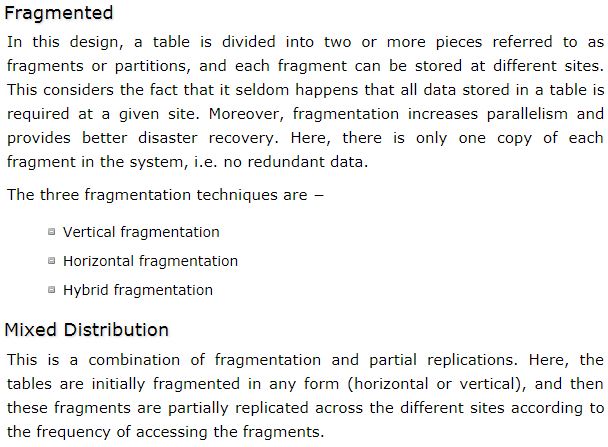 Fragmented
In this design, a table is divided into two or more pieces referred to as
fragments or partitions, and each fragment can be stored at different sites.
This considers the fact that it seldom happens that all data stored in a table is
required at a given site. Moreover, fragmentation increases parallelism and
provides better disaster recovery. Here, there is only one copy of each
fragment in the system, i.e. no redundant data.
The three fragmentation techniques are −
Vertical fragmentation
Horizontal fragmentation
Hybrid fragmentation
Mixed Distribution
This is a combination of fragmentation and partial replications. Here, the
tables are initially fragmented in any form (horizontal or vertical), and then
these fragments are partially replicated across the different sites according to
the frequency of accessing the fragments.